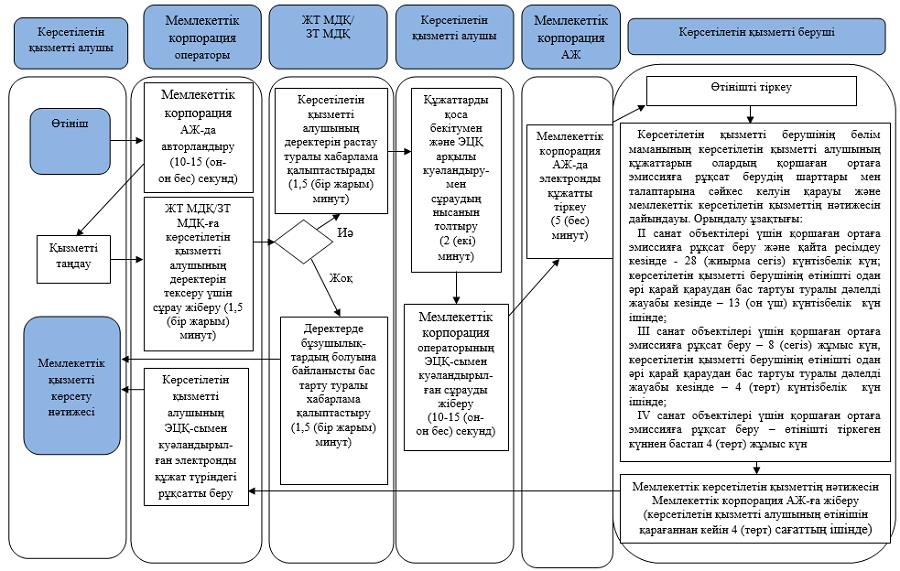 Көрсетілетін
қызметті алушы
Мемлекеттік
корпорация
операторы
ЖТ МДҚ/
ЗТ МДҚ
Көрсетілетін
қызметті алушы
Мемлекеттік
корпорация
АЖ
Көрсетілетін қызметті беруші
Өтініш
Қызметті
таңдау
Мемлекеттік
қызметті
көрсету
нәтижесі
Мемлекеттік
корпорация
АЖ-да
авторландыру
(10-15 (он-
он бес) секунд)
ЖТ МДҚ/ЗТ
МДҚ-ға
көрсетілетін
қызметті
алушының
деректерін
тексеру үшін
сұрау жіберу (1,5
(бір жарым)
минут)
Көрсетілетін
қызметті
алушының
ЭЦҚ-сымен
куәландырыл-
ған электронды
құжат түріндегі
рұқсатты беру
Көрсетілетін
қызметті
алушының
деректерін растау
туралы хабарлама
қалыптастырады
(1,5 (бір жарым)
минут)
Иә
Жоқ
Деректерде
бұзушылық-
тардың болуына
байланысты бас
тарту туралы
хабарлама
қалыптастыру
(1,5 (бір жарым)
минут)
Құжаттарды
қоса
бекітумен
және ЭЦҚ
арқылы
куәландыру-
мен
сұраудың
нысанын
толтыру
(2 (екі)
минут)
Мемлекеттік
корпорация
операторының
ЭЦҚ-сымен
куәландырыл-
ған сұрауды
жіберу
(10-15 (он-
он бес) секунд)
Мемлекеттік
корпорация
АЖ-да
электронды
құжатты
тіркеу
(5 (бес)
минут)
Өтінішті тіркеу
Көрсетілетін қызметті берушінің бөлім
маманының көрсетілетін қызметті алушының
құжаттарын олардың қоршаған ортаға
эмиссияға рұқсат берудің шарттары мен
талаптарына сәйкес келуін қарауы және
мемлекеттік көрсетілетін қызметтің нәтижесін
дайындауы. Орындалу ұзақтығы:
II санат объектілері үшін қоршаған ортаға
эмиссияға рұқсат беру және қайта ресімдеу
кезінде - 28 (жиырма сегіз) күнтізбелік күн;
көрсетілетін қызметті берушінің өтінішті одан
әрі қарай қараудан бас тартуы туралы дәлелді
жауабы кезінде – 13 (он үш) күнтізбелік күн
ішінде;
III санат объектілері үшін қоршаған ортаға
эмиссияға рұқсат беру – 8 (сегіз) жұмыс күн,
көрсетілетін қызметті берушінің өтінішті одан
әрі қарай қараудан бас тартуы туралы дәлелді
жауабы кезінде – 4 (төрт) күнтізбелік күн
ішінде;
IV санат объектілері үшін қоршаған ортаға
эмиссияға рұқсат беру – өтінішті тіркеген
күннен бастап 4 (төрт) жұмыс күн
Мемлекеттік көрсетілетін қызметтің нәтижесін
Мемлекеттік корпорация АЖ-ға жіберу
(көрсетілетін қызметті алушының өтінішін
қарағаннан кейін 4 (төрт) сағаттың ішінде)